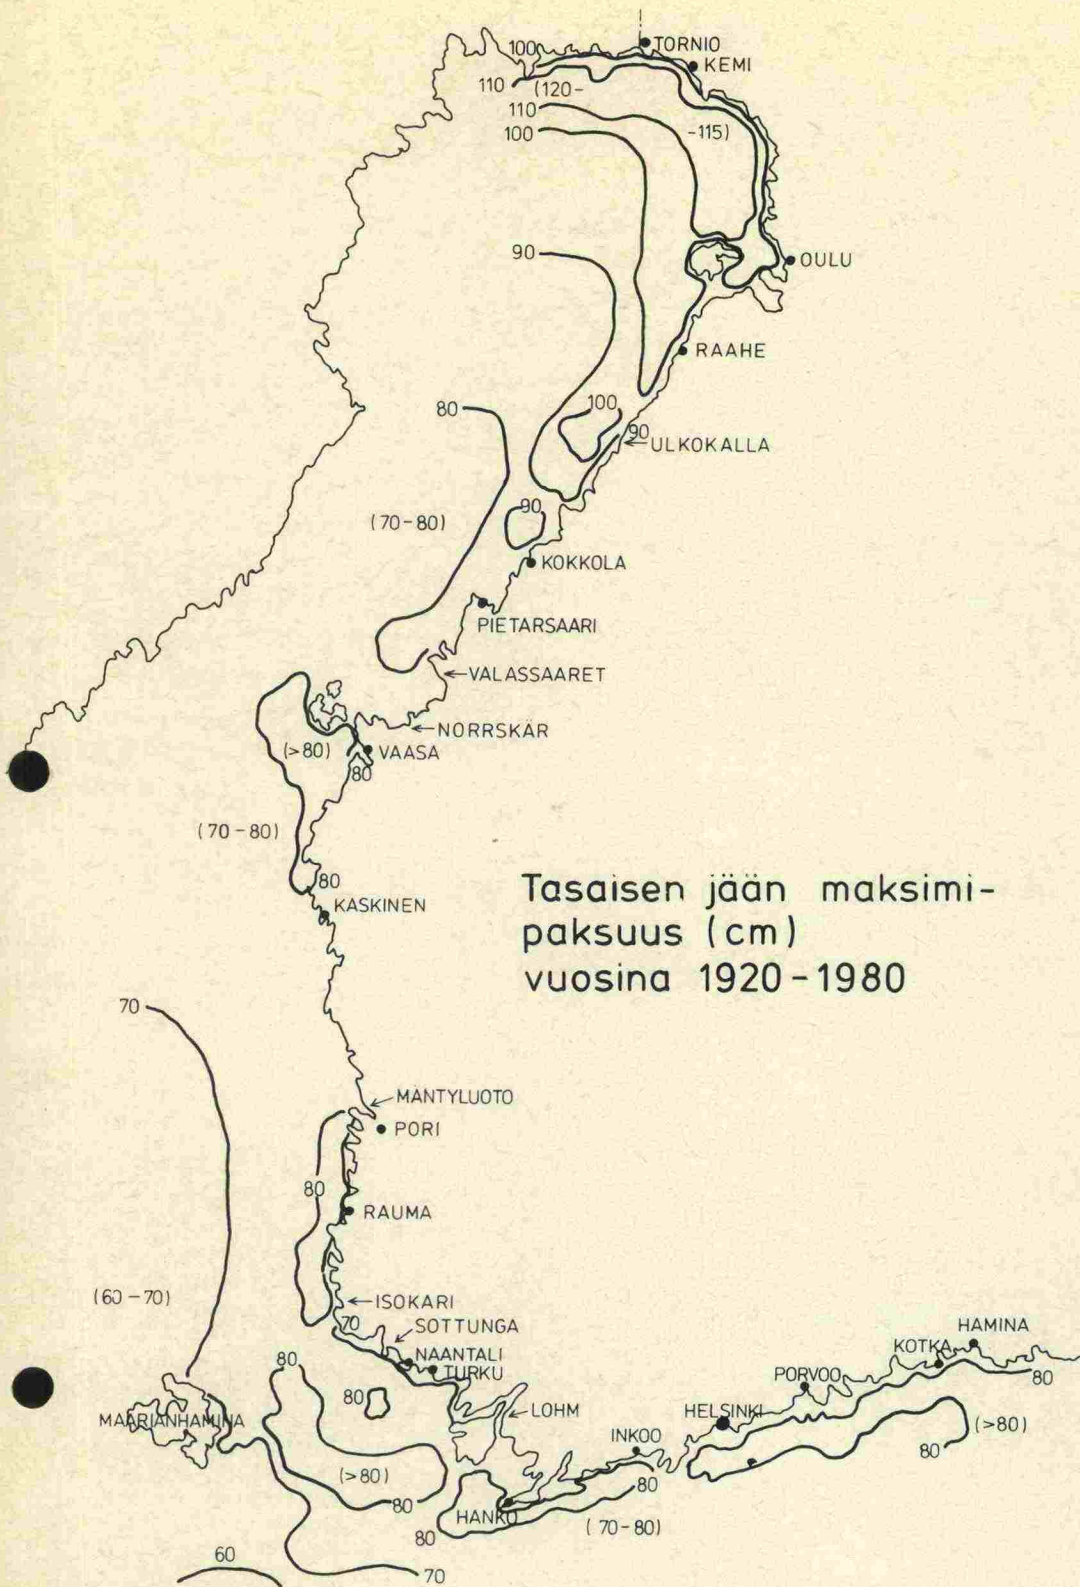 TORNIO
100
KEMI
110
(120-
110
-115)
100
90
OULU
RAAHE
100
80
90
ULKOKALLA
90
(70-80)
KOKKOLA
PIETARSAARI
VALASSAARET
NORRSKÄR
(>80)
VAASA
80
(70-80)
80
KASKINEN
Tasaisen jään maksimi-
paksuus (cm)
vuosina 1920-1980
70
MÄNTYLUOTO
PORI
80
RAUMA
(60-70)
ISOKARI
70
SOTTUNGA
HAMINA
KOTKA
NAANTALI
80
TURKU
PORVOO
80
80
MAARIANHAMINA
LOHM
HELSINKI
(>80)
INKOO
80
(>80)
80
80
HANKO
(70-80)
80
60
70